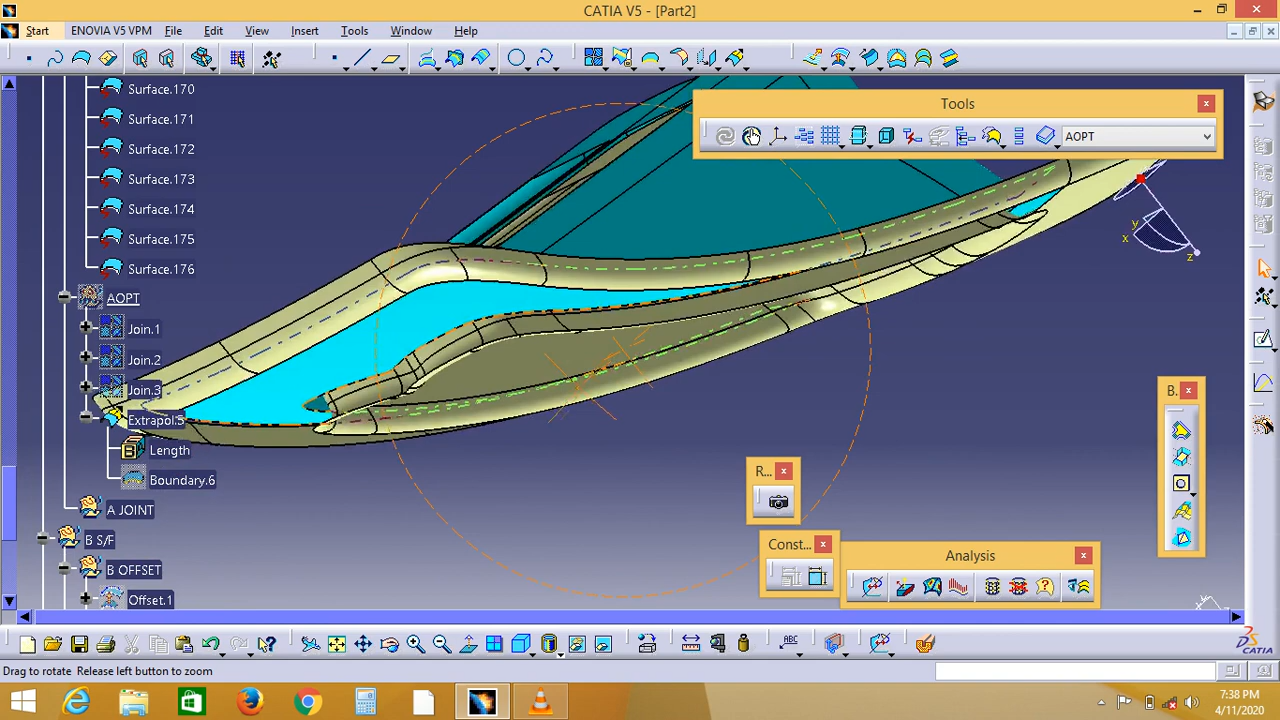 CATIA V5 - [Part2]
Start ENOVIA V5 VPM File Edit View Insert Tools Window Help
Surface.170
Surface.171
Surface.172
Surface.173
Surface.174
Surface.175
Surface.176
AOPT
Join.1
Join.2
Join.3
Extrapol.5
Length
Boundary.6
A JOINT
B S/F
B OFFSET
Offset.1
Tools
AOPT
y
x
z
B.
R...
Const...
Analysis
ABC
CATIA
Drag to rotate Release left button to zoom
7:38 PM
4/11/2020